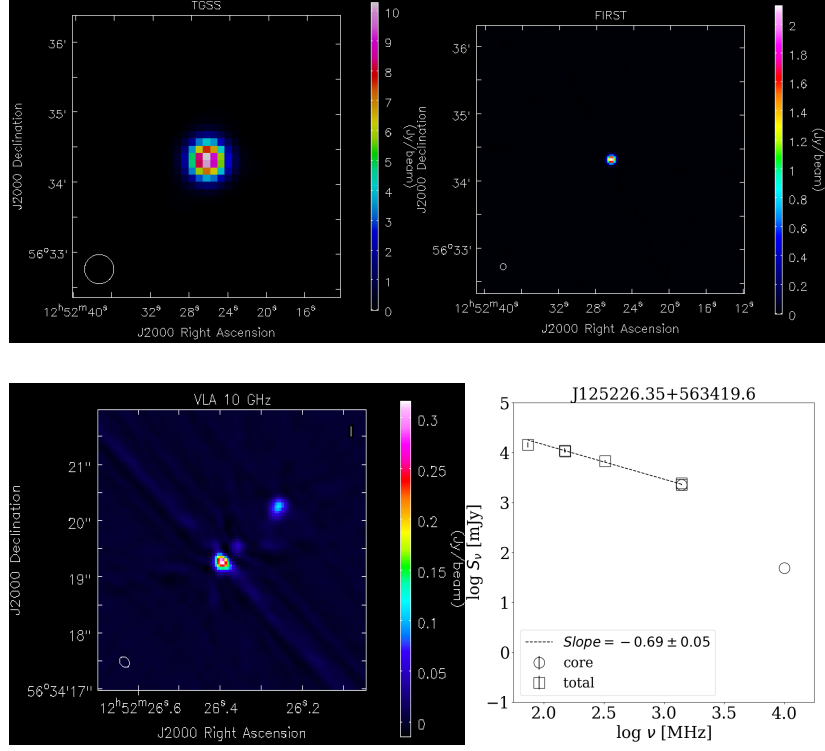 TGSS
J2000 Declination
36'
35'
34'
56°33'
12ʰ52ᵐ40ˢ 32ˢ 28ˢ 24ˢ 20ˢ 16ˢ
J2000 Right Ascension
10
9
8
7
6
5
4
3
2
1
0
(Jy/beam)
FIRST
J2000 Declination
36'
35'
34'
56°33'
12ʰ52ᵐ40ˢ 32ˢ 28ˢ 24ˢ 20ˢ 16ˢ 12ˢ
J2000 Right Ascension
2
1.8
1.6
1.4
1.2
1
0.8
0.6
0.4
0.2
0
(Jy/beam)
VLA 10 GHz
J2000 Declination
21"
20"
19"
18"
56°34'17"
12ʰ52ᵐ26ˢ.6 26ˢ.4 26ˢ.2
J2000 Right Ascension
0.3
0.25
0.2
0.15
0.1
0.05
0
(Jy/beam)
J125226.35+563419.6
log Sν [mJy]
5
4
3
2
1
0
−1
Slope = −0.69 ± 0.05
core
total
2.0 2.5 3.0 3.5 4.0
log ν [MHz]